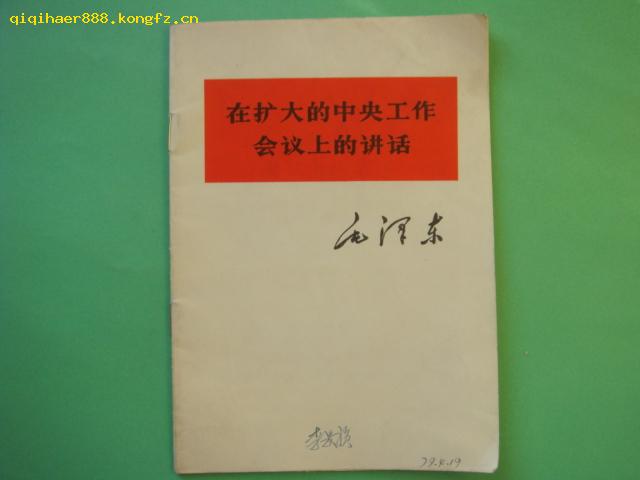 qiqihaer888.kongfz.cn
在扩大的中央工作
会议上的讲话
毛泽东
79.4.19